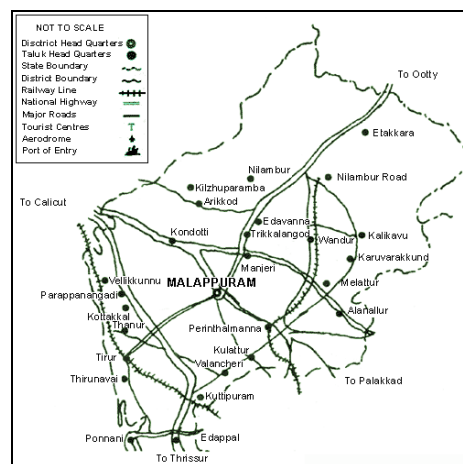 NOT TO SCALE
Disctrict Head Quarters
Taluk Head Quarters
State Boundary
District Boundary
Railway Line
National Highway
Major Roads
Tourist Centres T
Aerodrome
Port of Entry
To Ootty
Etakkara
Nilambur
Nilambur Road
Kilzhuparamba
Arikkod
To Calicut
Edavanna
Trikkalangod
Wandur
Kalikavu
Kondotti
Manjeri
Karuvarakkund
Vellikkunnu
MALAPPURAM
Melattur
Parappanangadi
Kottakkal
Alanallur
Thanur
Perinthalmanna
Tirur
Kulattur
Valancheri
Thirunavai
To Palakkad
Kuttipuram
Ponnani
Edappal
To Thrissur